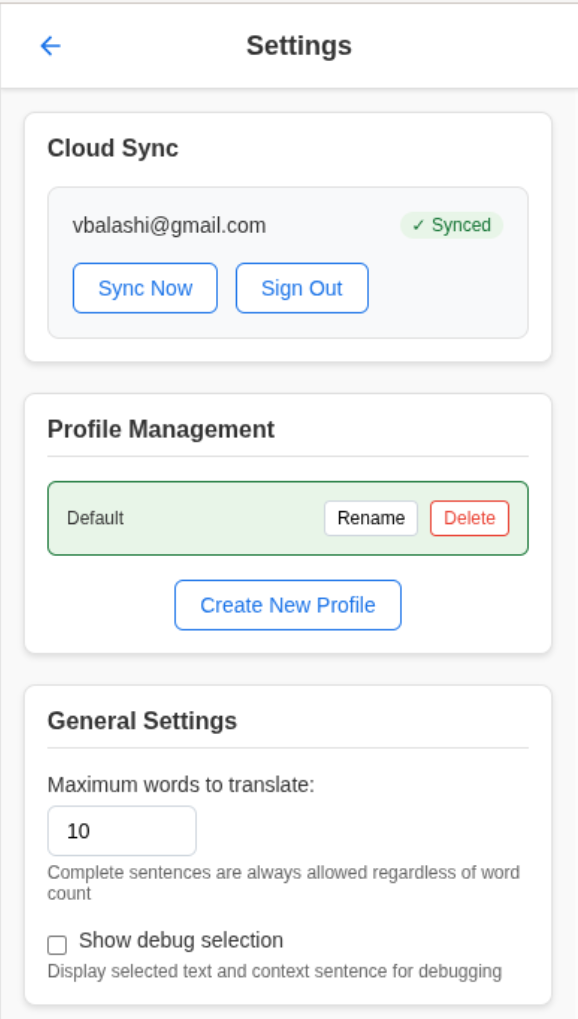 Settings
Cloud Sync
vbalashi@gmail.com
✓ Synced
Sync Now
Sign Out
Profile Management
Default
Rename
Delete
Create New Profile
General Settings
Maximum words to translate:
10
Complete sentences are always allowed regardless of word
count
Show debug selection
Display selected text and context sentence for debugging